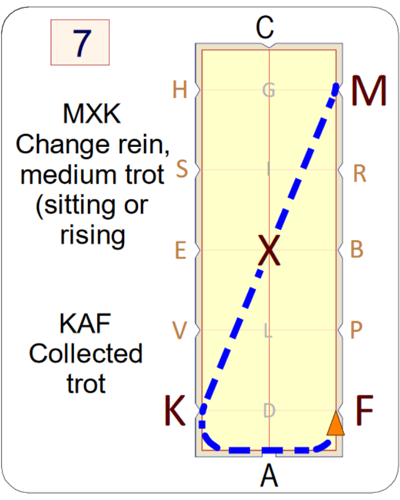 7
C
H
G
M
MXK
Change rein,
medium trot
(sitting or
rising
S
I
R
E
X
B
KAF
Collected
trot
V
L
P
K
D
F
A